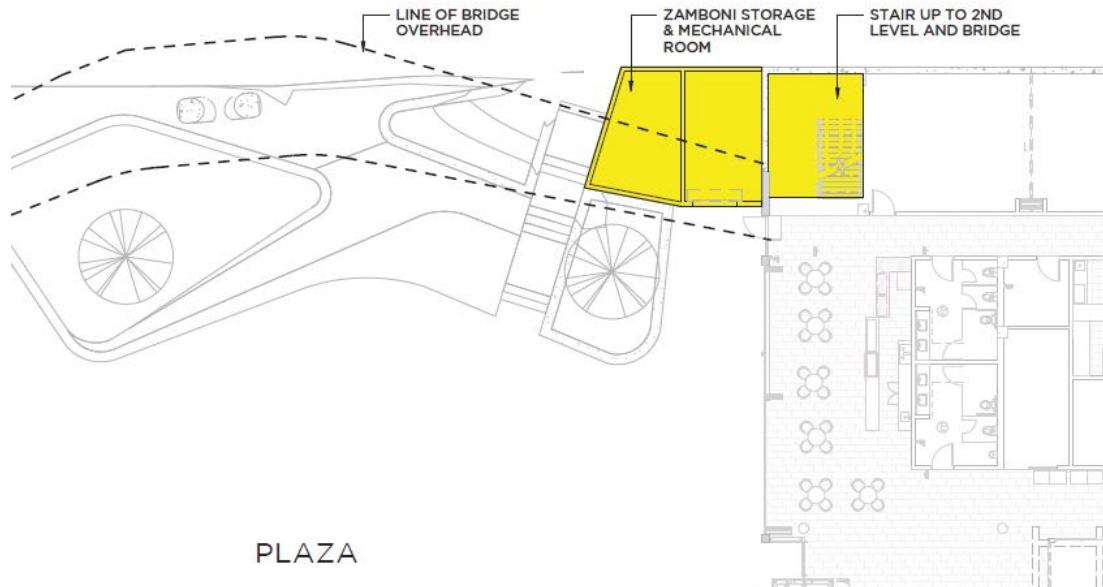 LINE OF BRIDGE
OVERHEAD
ZAMBONI STORAGE
& MECHANICAL
ROOM
STAIR UP TO 2ND
LEVEL AND BRIDGE
PLAZA